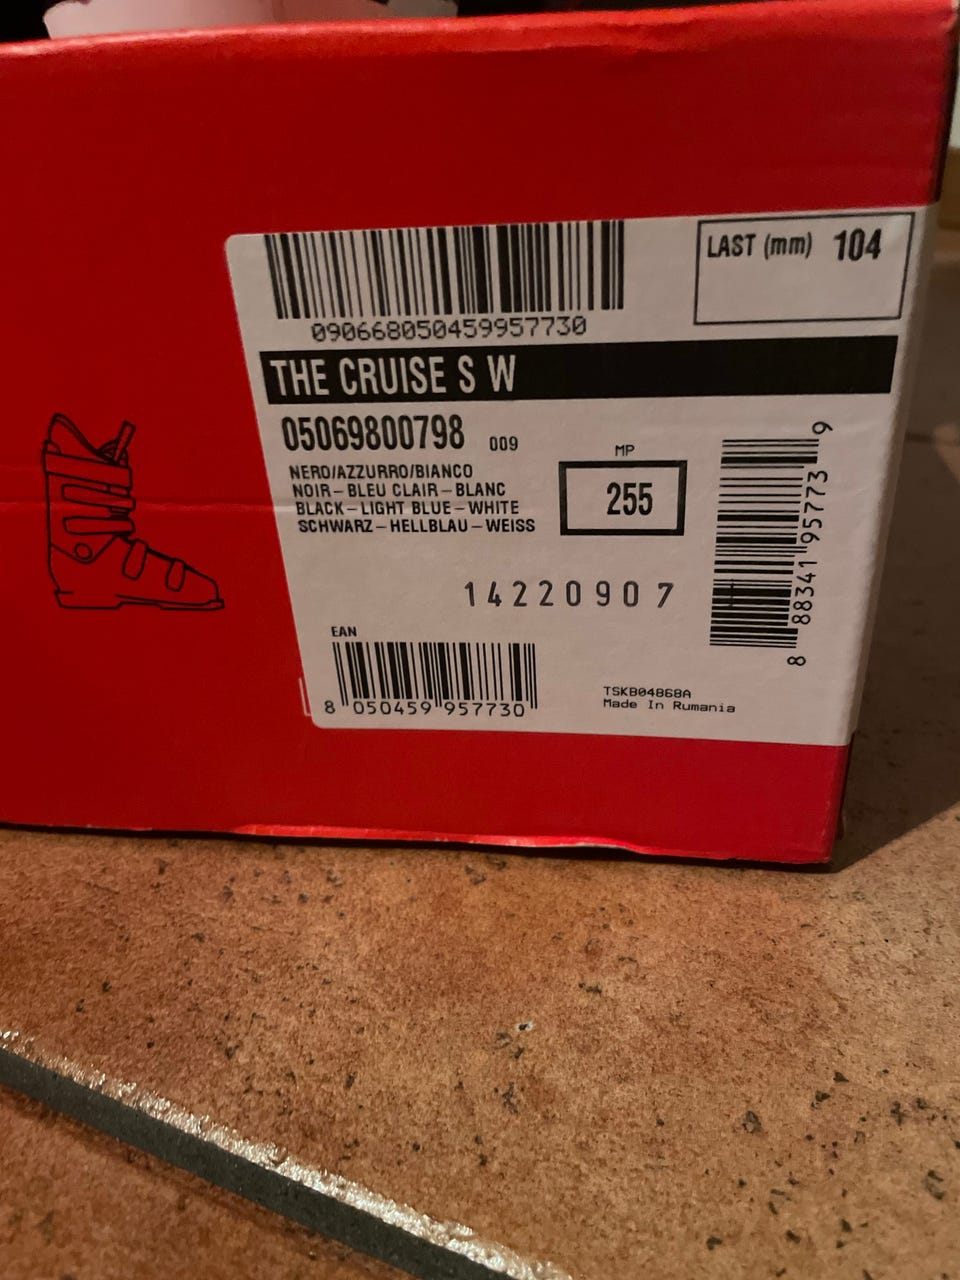 090668050459957730
LAST (mm) 104
THE CRUISE S W
05069800798 009
NERO/AZZURRO/BIANCO
NOIR-BLEU CLAIR-BLANC
BLACK-LIGHT BLUE-WHITE
SCHWARZ-HELLBLAU-WEISS
MP
255
8 88341 95773 9
14220907
EAN
8 050459 957730
TSKB04868A
Made In Rumania